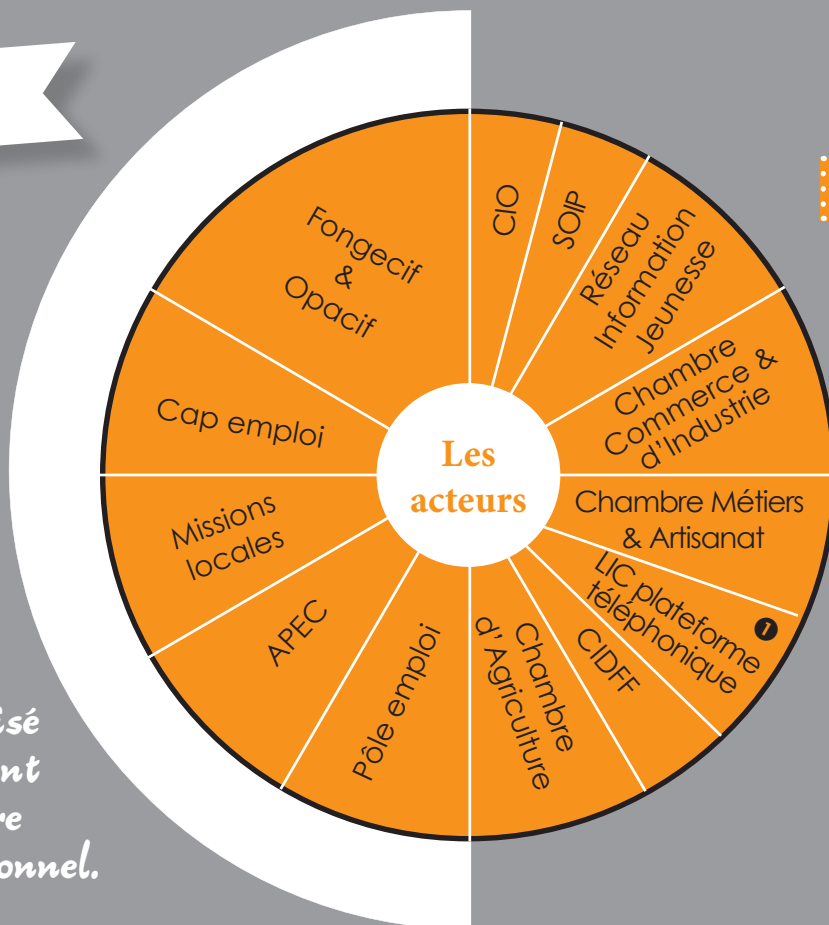 Les
acteurs
CIO
SOIP
Réseau
Information
Jeunesse
Chambre
Commerce &
d'Industrie
Chambre Métiers
& Artisanat
LIC plateforme
téléphonique
1
CIDFF
Chambre
d' Agriculture
Pôle emploi
APEC
Missions
locales
Cap emploi
Fongecif
&
Opacif